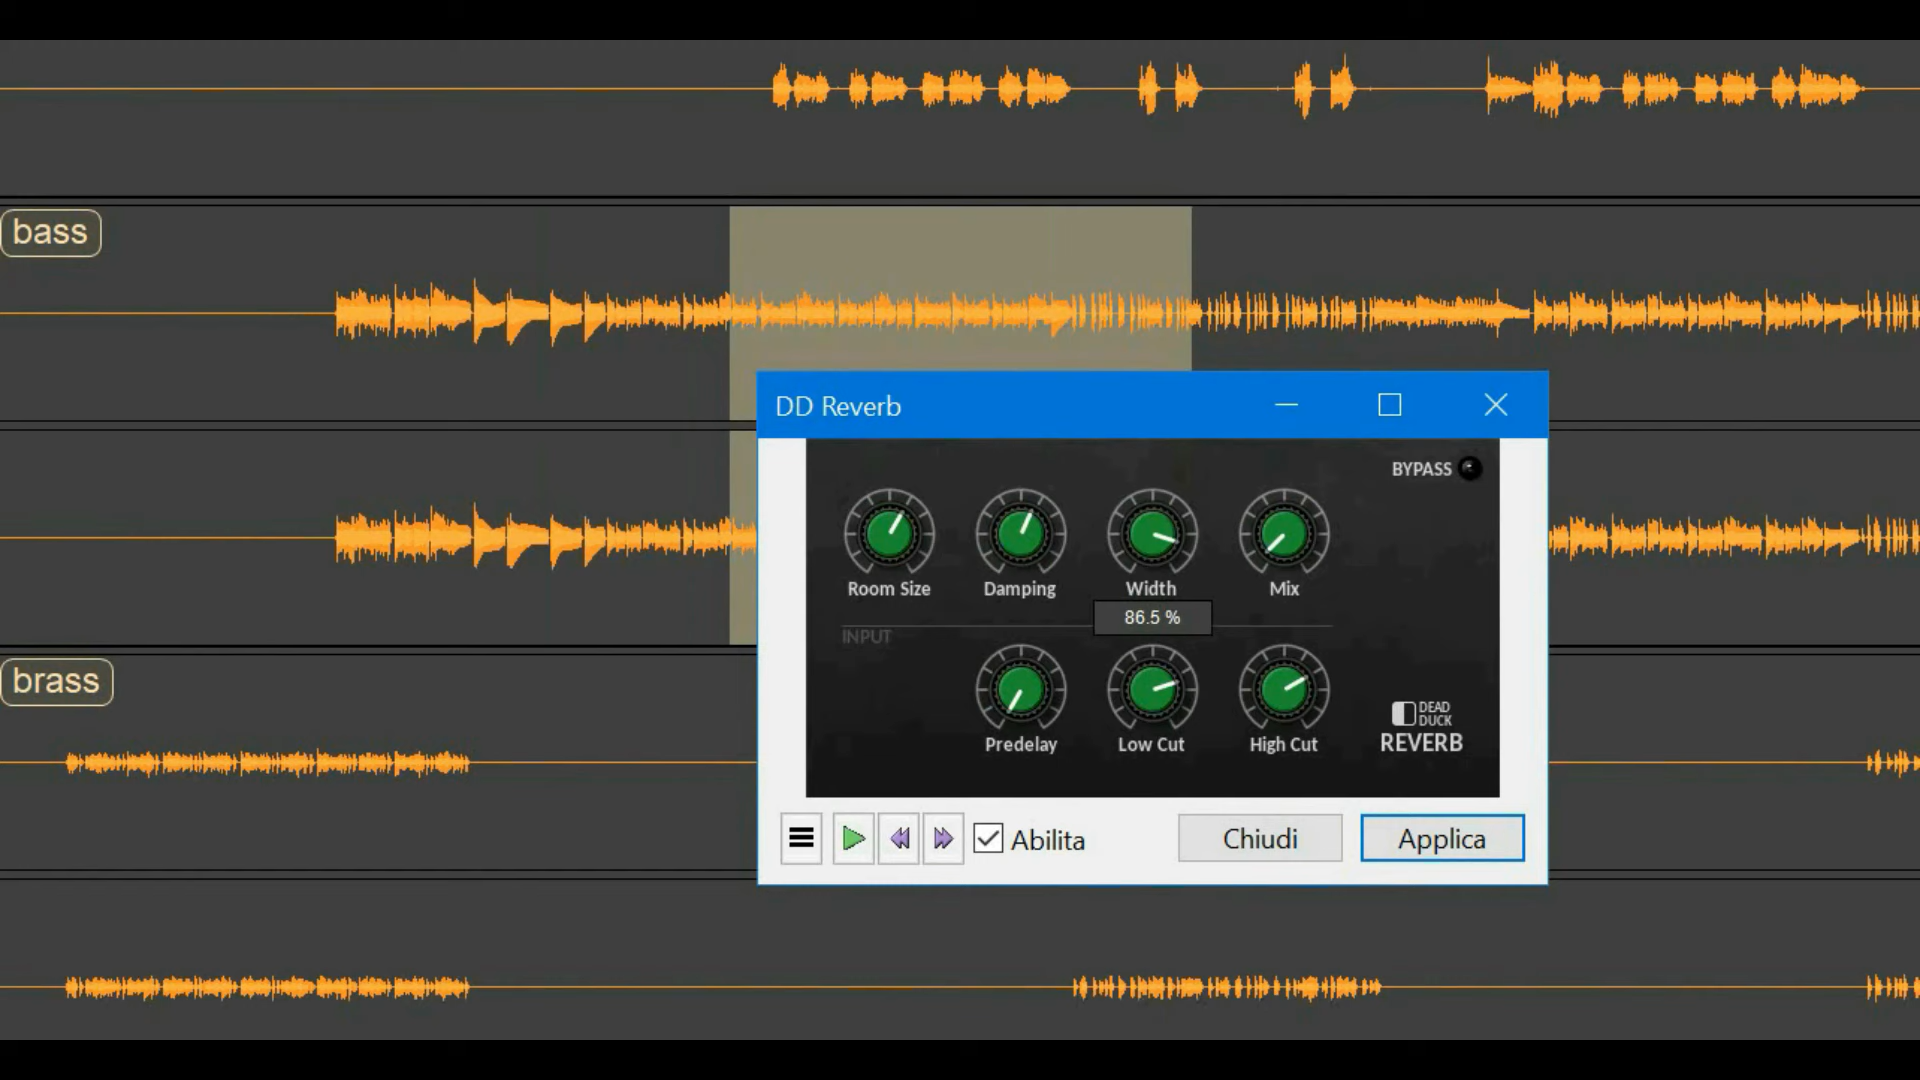 bass
DD Reverb
BYPASS
Room Size
Damping
Width
Mix
86.5 %
INPUT
brass
Predelay
Low Cut
High Cut
DEAD
DUCK
REVERB
Abilita
Chiudi
Applica